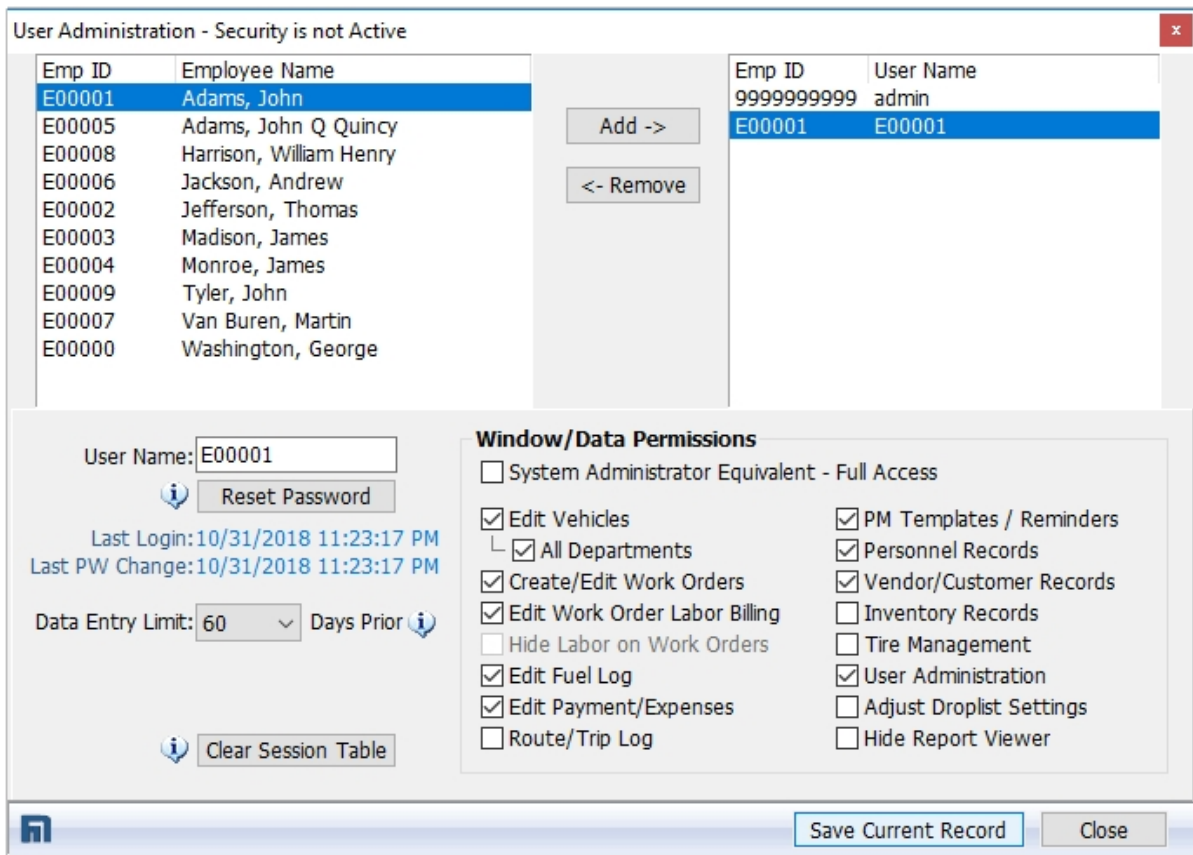 User Administration - Security is not Active
x
Emp ID Employee Name
E00001 Adams, John
E00005 Adams, John Q Quincy
E00008 Harrison, William Henry
E00006 Jackson, Andrew
E00002 Jefferson, Thomas
E00003 Madison, James
E00004 Monroe, James
E00009 Tyler, John
E00007 Van Buren, Martin
E00000 Washington, George
Add ->
<- Remove
Emp ID User Name
9999999999 admin
E00001 E00001
User Name: E00001
Reset Password
Last Login: 10/31/2018 11:23:17 PM
Last PW Change: 10/31/2018 11:23:17 PM
Data Entry Limit: 60 Days Prior
Clear Session Table
Window/Data Permissions
System Administrator Equivalent - Full Access
Edit Vehicles
All Departments
Create/Edit Work Orders
Edit Work Order Labor Billing
Hide Labor on Work Orders
Edit Fuel Log
Edit Payment/Expenses
Route/Trip Log
PM Templates / Reminders
Personnel Records
Vendor/Customer Records
Inventory Records
Tire Management
User Administration
Adjust Droplist Settings
Hide Report Viewer
Save Current Record
Close